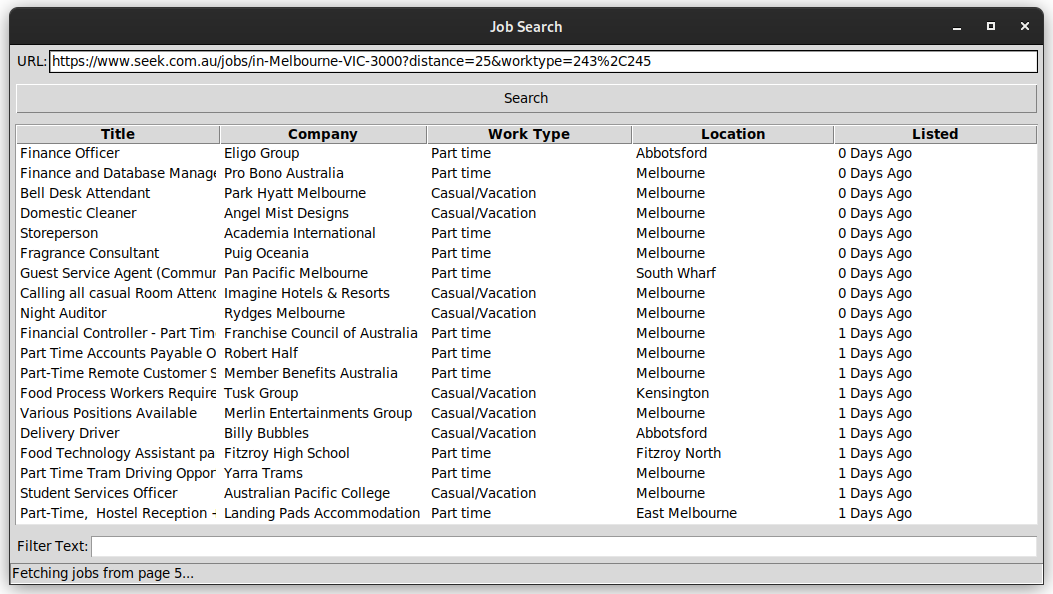 Job Search
URL: https://www.seek.com.au/jobs/in-Melbourne-VIC-3000?distance=25&worktype=243%2C245
Search
Title Company Work Type Location Listed
Finance Officer Eligo Group Part time Abbotsford 0 Days Ago
Finance and Database Manage Pro Bono Australia Part time Melbourne 0 Days Ago
Bell Desk Attendant Park Hyatt Melbourne Casual/Vacation Melbourne 0 Days Ago
Domestic Cleaner Angel Mist Designs Casual/Vacation Melbourne 0 Days Ago
Storeperson Academia International Part time Melbourne 0 Days Ago
Fragrance Consultant Puig Oceania Part time Melbourne 0 Days Ago
Guest Service Agent (Commun Pan Pacific Melbourne Part time South Wharf 0 Days Ago
Calling all casual Room Attend Imagine Hotels & Resorts Casual/Vacation Melbourne 0 Days Ago
Night Auditor Rydges Melbourne Casual/Vacation Melbourne 0 Days Ago
Financial Controller - Part Tim Franchise Council of Australia Part time Melbourne 1 Days Ago
Part Time Accounts Payable O Robert Half Part time Melbourne 1 Days Ago
Part-Time Remote Customer S Member Benefits Australia Part time Melbourne 1 Days Ago
Food Process Workers Require Tusk Group Casual/Vacation Kensington 1 Days Ago
Various Positions Available Merlin Entertainments Group Casual/Vacation Melbourne 1 Days Ago
Delivery Driver Billy Bubbles Casual/Vacation Abbotsford 1 Days Ago
Food Technology Assistant pa Fitzroy High School Part time Fitzroy North 1 Days Ago
Part Time Tram Driving Oppor Yarra Trams Part time Melbourne 1 Days Ago
Student Services Officer Australian Pacific College Casual/Vacation Melbourne 1 Days Ago
Part-Time, Hostel Reception - Landing Pads Accommodation Part time East Melbourne 1 Days Ago
Filter Text:
Fetching jobs from page 5...